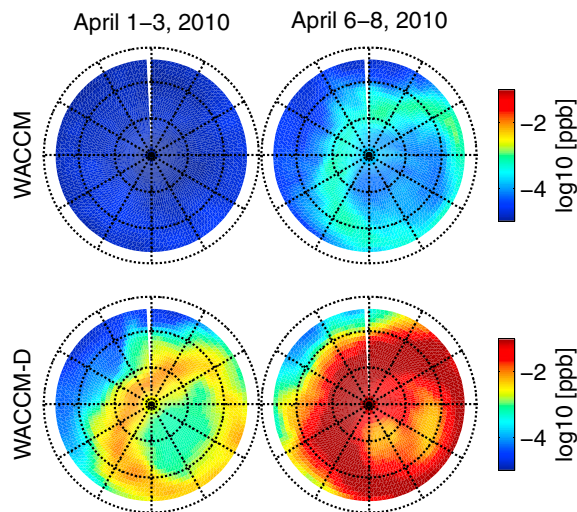 April 1−3, 2010
April 6−8, 2010
WACCM
−2
−4
log10 [ppb]
WACCM-D
−2
−4
log10 [ppb]